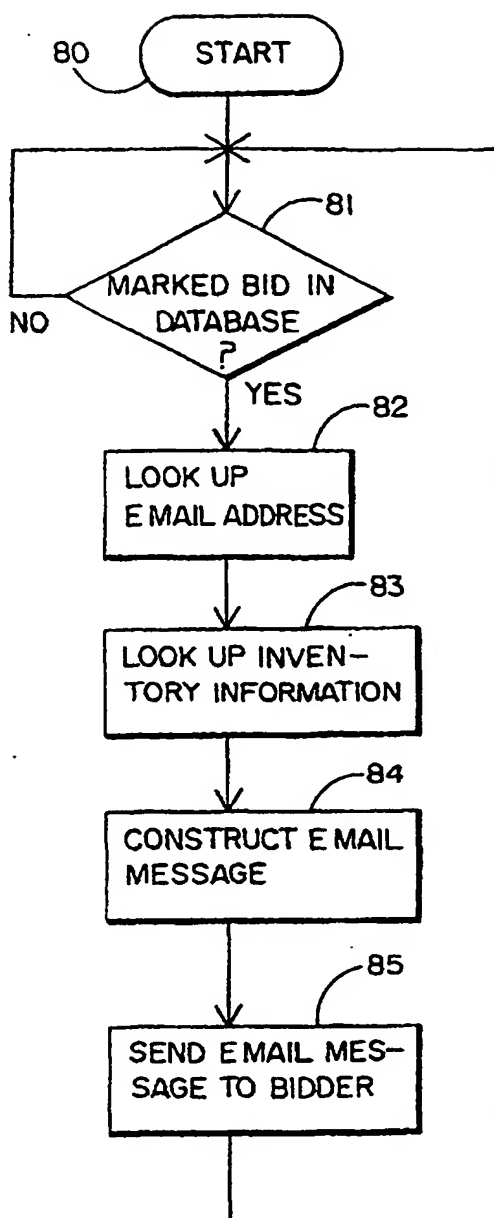 80
START
81
MARKED BID IN
DATABASE
?
NO
YES
82
LOOK UP
E MAIL ADDRESS
83
LOOK UP INVEN-
TORY INFORMATION
84
CONSTRUCT E MAIL
MESSAGE
85
SEND E MAIL MES-
SAGE TO BIDDER